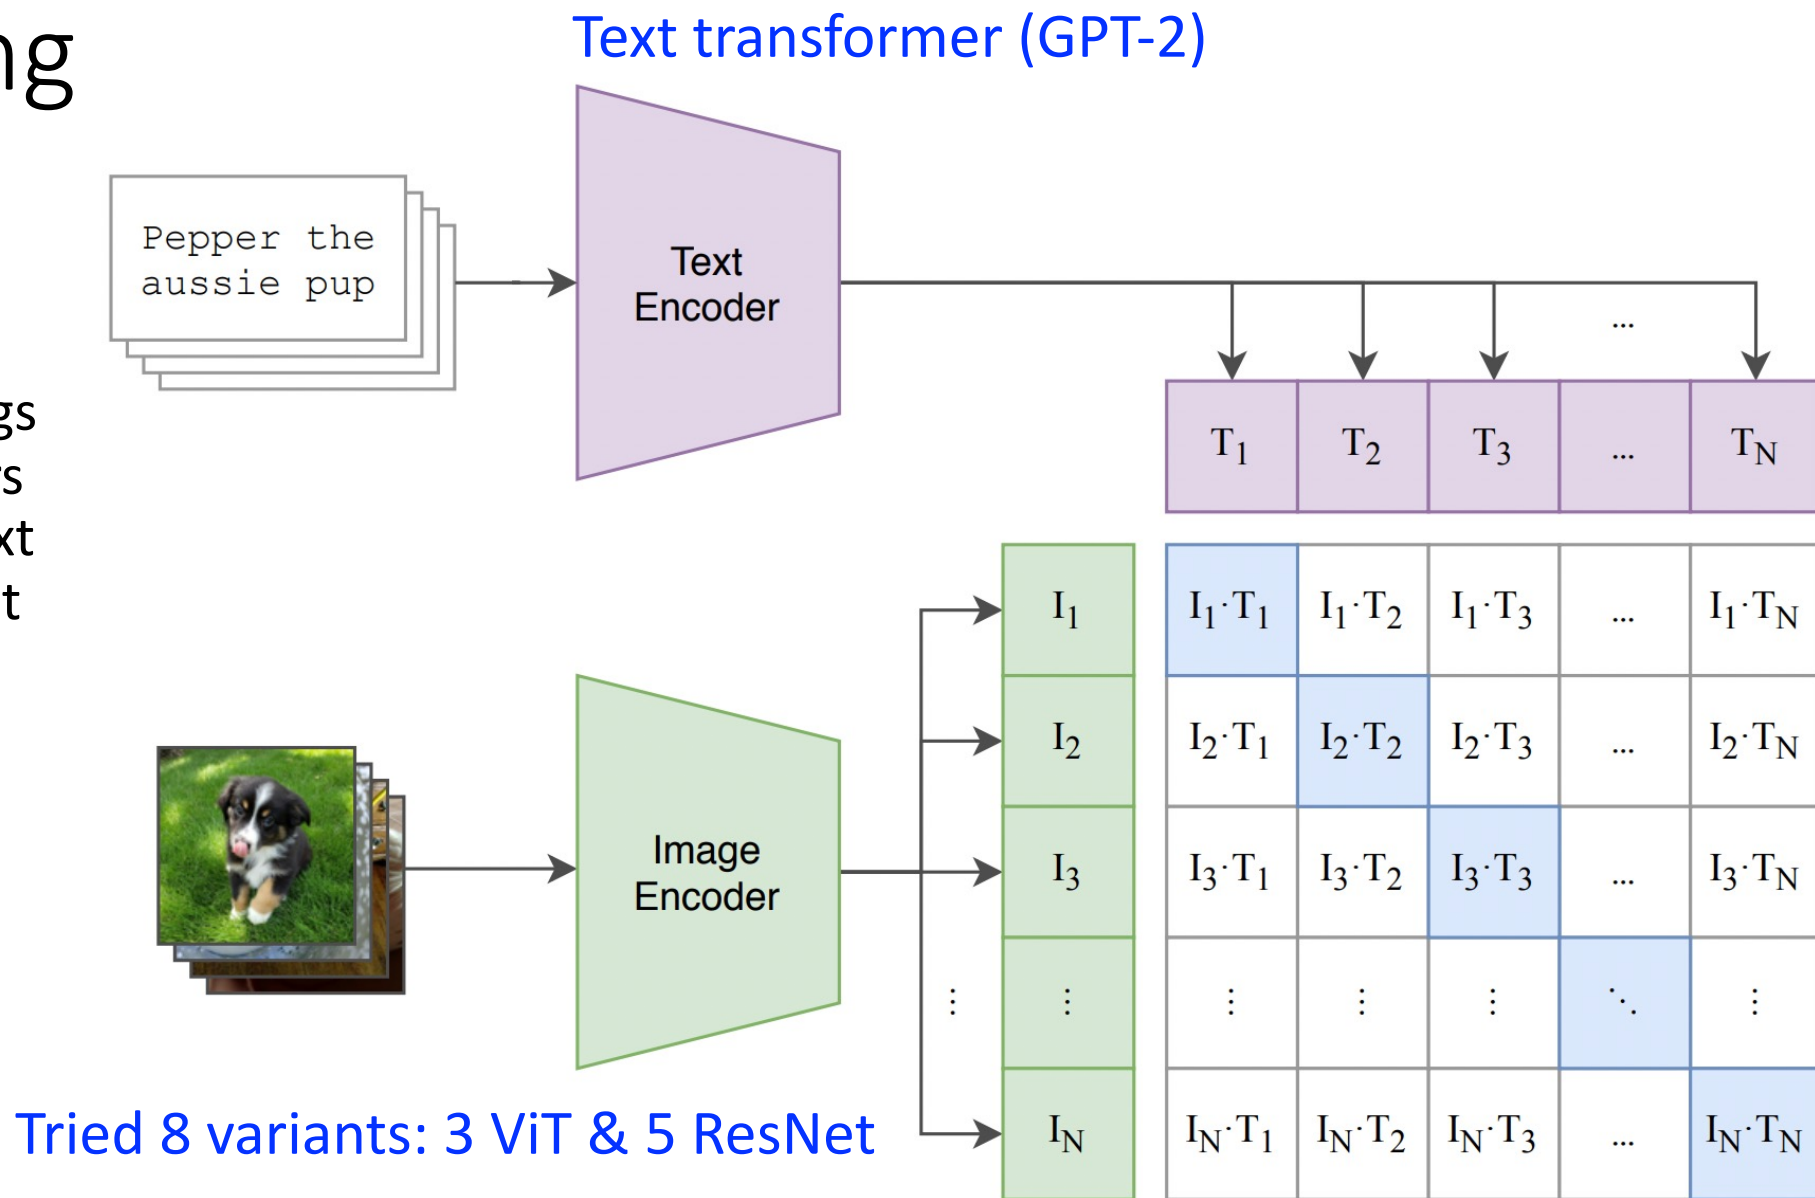 Text transformer (GPT-2)
Pepper the
aussie pup
Text
Encoder
...
T1 T2 T3 ... TN
I1 I1·T1 I1·T2 I1·T3 ... I1·TN
I2 I2·T1 I2·T2 I2·T3 ... I2·TN
Image
Encoder
I3 I3·T1 I3·T2 I3·T3 ... I3·TN
⋮ ⋮ ⋮ ⋮ ⋮ ⋱ ⋮
Tried 8 variants: 3 ViT & 5 ResNet
IN IN·T1 IN·T2 IN·T3 ... IN·TN